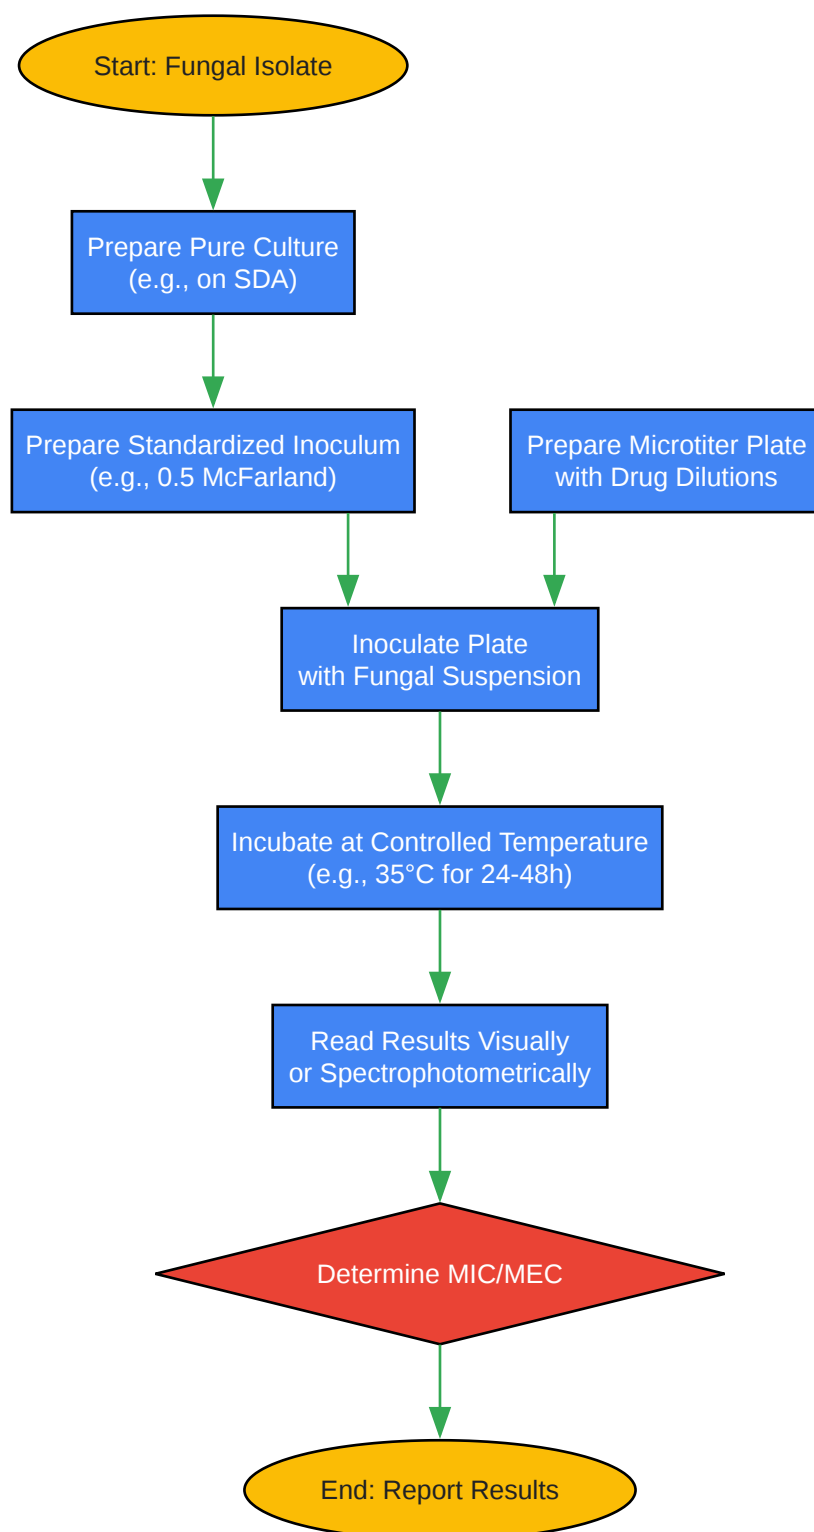 Start: Fungal Isolate
Prepare Pure Culture
(e.g., on SDA)
Prepare Standardized Inoculum
(e.g., 0.5 McFarland)
Prepare Microtiter Plate
with Drug Dilutions
Inoculate Plate
with Fungal Suspension
Incubate at Controlled Temperature
(e.g., 35°C for 24-48h)
Read Results Visually
or Spectrophotometrically
Determine MIC/MEC
End: Report Results